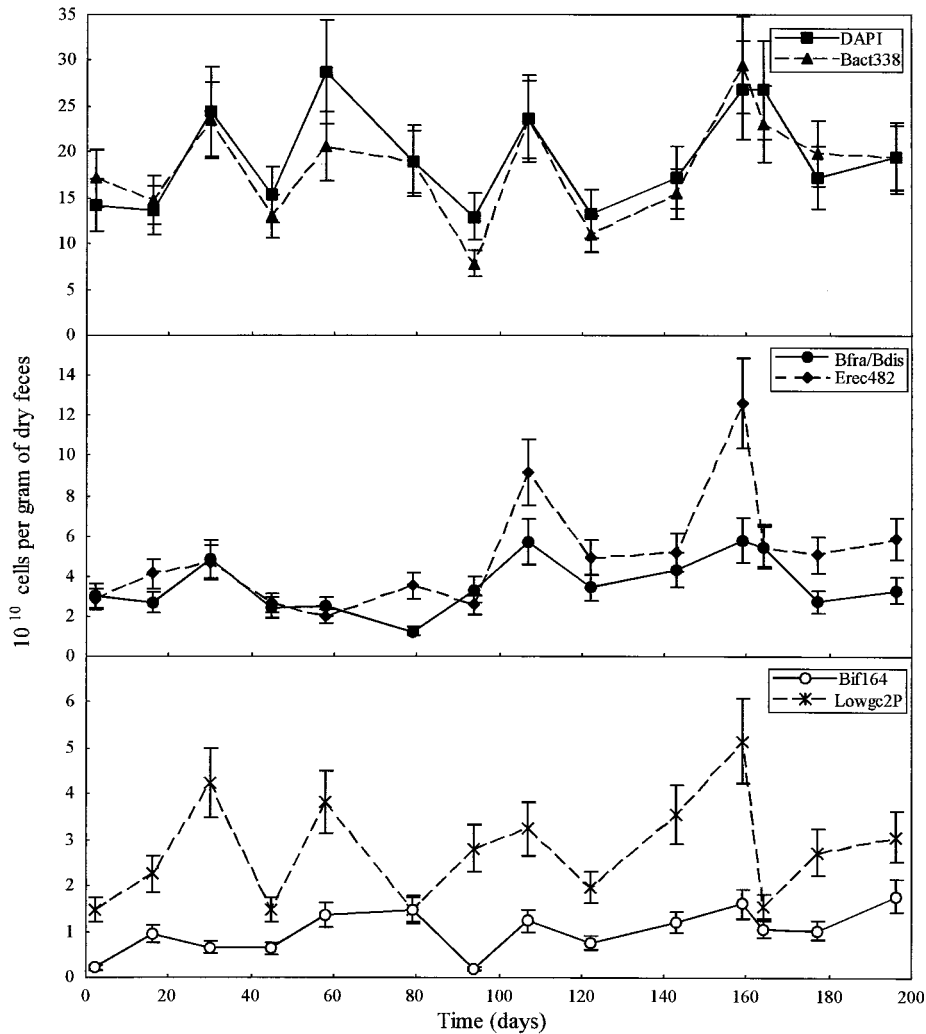 35
30
25
20
15
10
5
0
DAPI
Bact338
14
12
10
8
6
4
2
0
Bfra/Bdis
Erec482
10^10 cells per gram of dry feces
6
5
4
3
2
1
0
Bif164
Lowgc2P
0 20 40 60 80 100 120 140 160 180 200
Time (days)